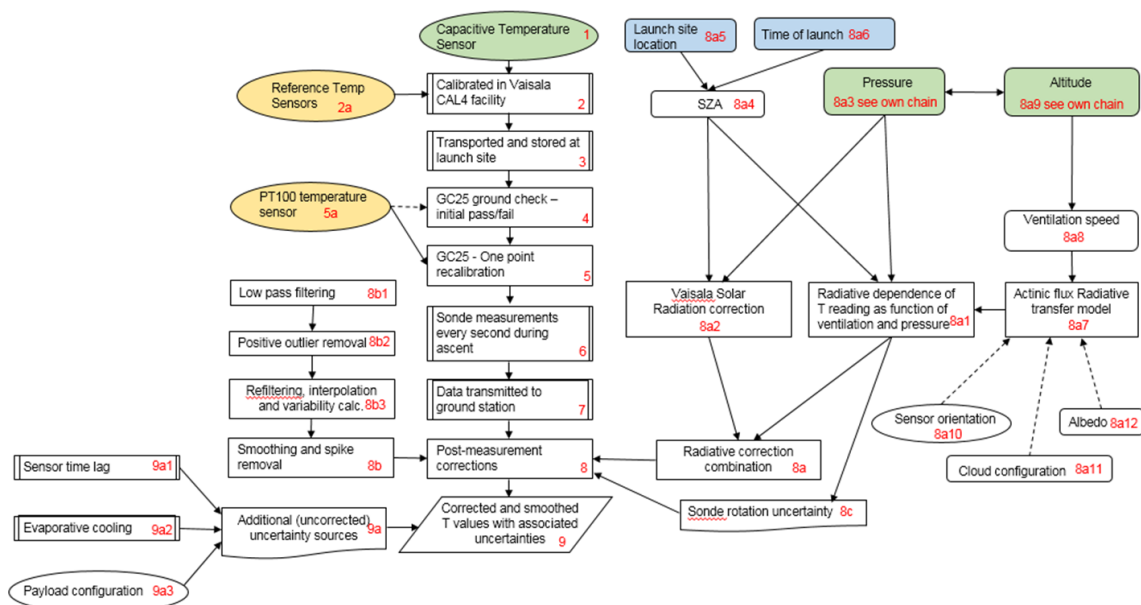 Capacitive Temperature
Sensor 1
Launch site
location 8a5
Time of launch 8a6
Reference Temp
Sensors 2a
Calibrated in Vaisala
CAL4 facility 2
SZA 8a4
Pressure
8a3 see own chain
Altitude
8a9 see own chain
Transported and stored at
launch site 3
PT100 temperature
sensor 5a
GC25 ground check –
initial pass/fail 4
Ventilation speed
8a8
GC25 - One point
recalibration 5
Low pass filtering 8b1
Vaisala Solar
Radiation correction
8a2
Radiative dependence of
T reading as function of
ventilation and pressure 8a1
Actinic flux Radiative
transfer model
8a7
Sonde measurements
every second during
ascent 6
Positive outlier removal 8b2
Refiltering, interpolation
and variability calc. 8b3
Data transmitted to
ground station 7
Sensor orientation
8a10
Albedo 8a12
Smoothing and spike
removal 8b
Post-measurement
corrections 8
Radiative correction
combination 8a
Cloud configuration 8a11
Sensor time lag 9a1
Corrected and smoothed
T values with associated
uncertainties 9
Sonde rotation uncertainty 8c
Evaporative cooling 9a2
Additional (uncorrected)
uncertainty sources 9a
Payload configuration 9a3